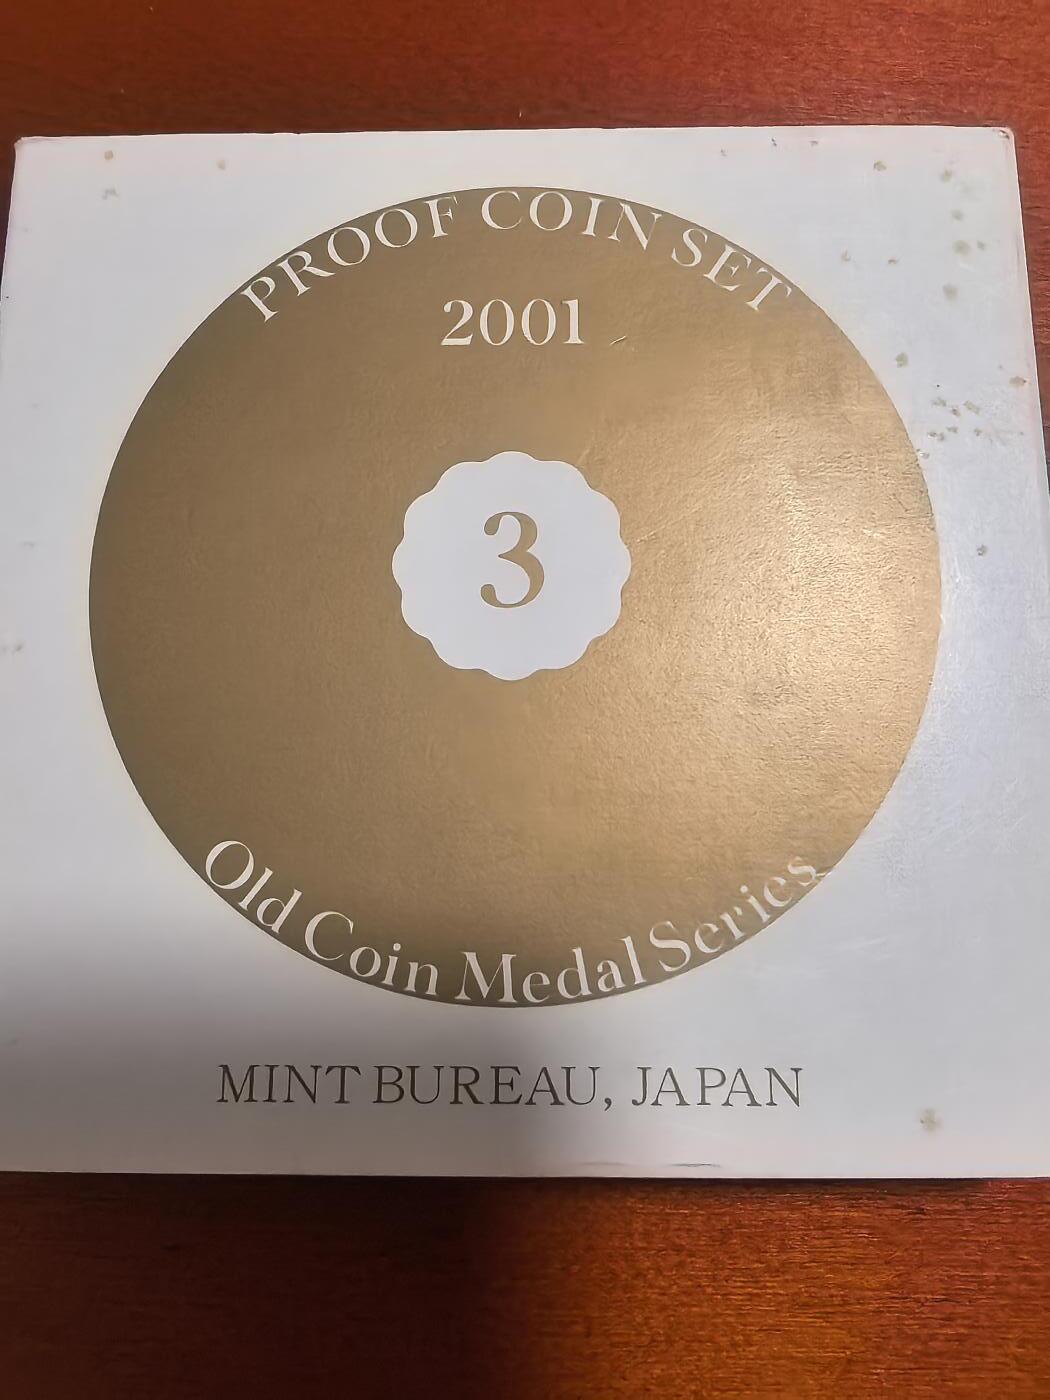 PROOF COIN SET
2001
3
Old Coin Medal Series
MINT BUREAU, JAPAN